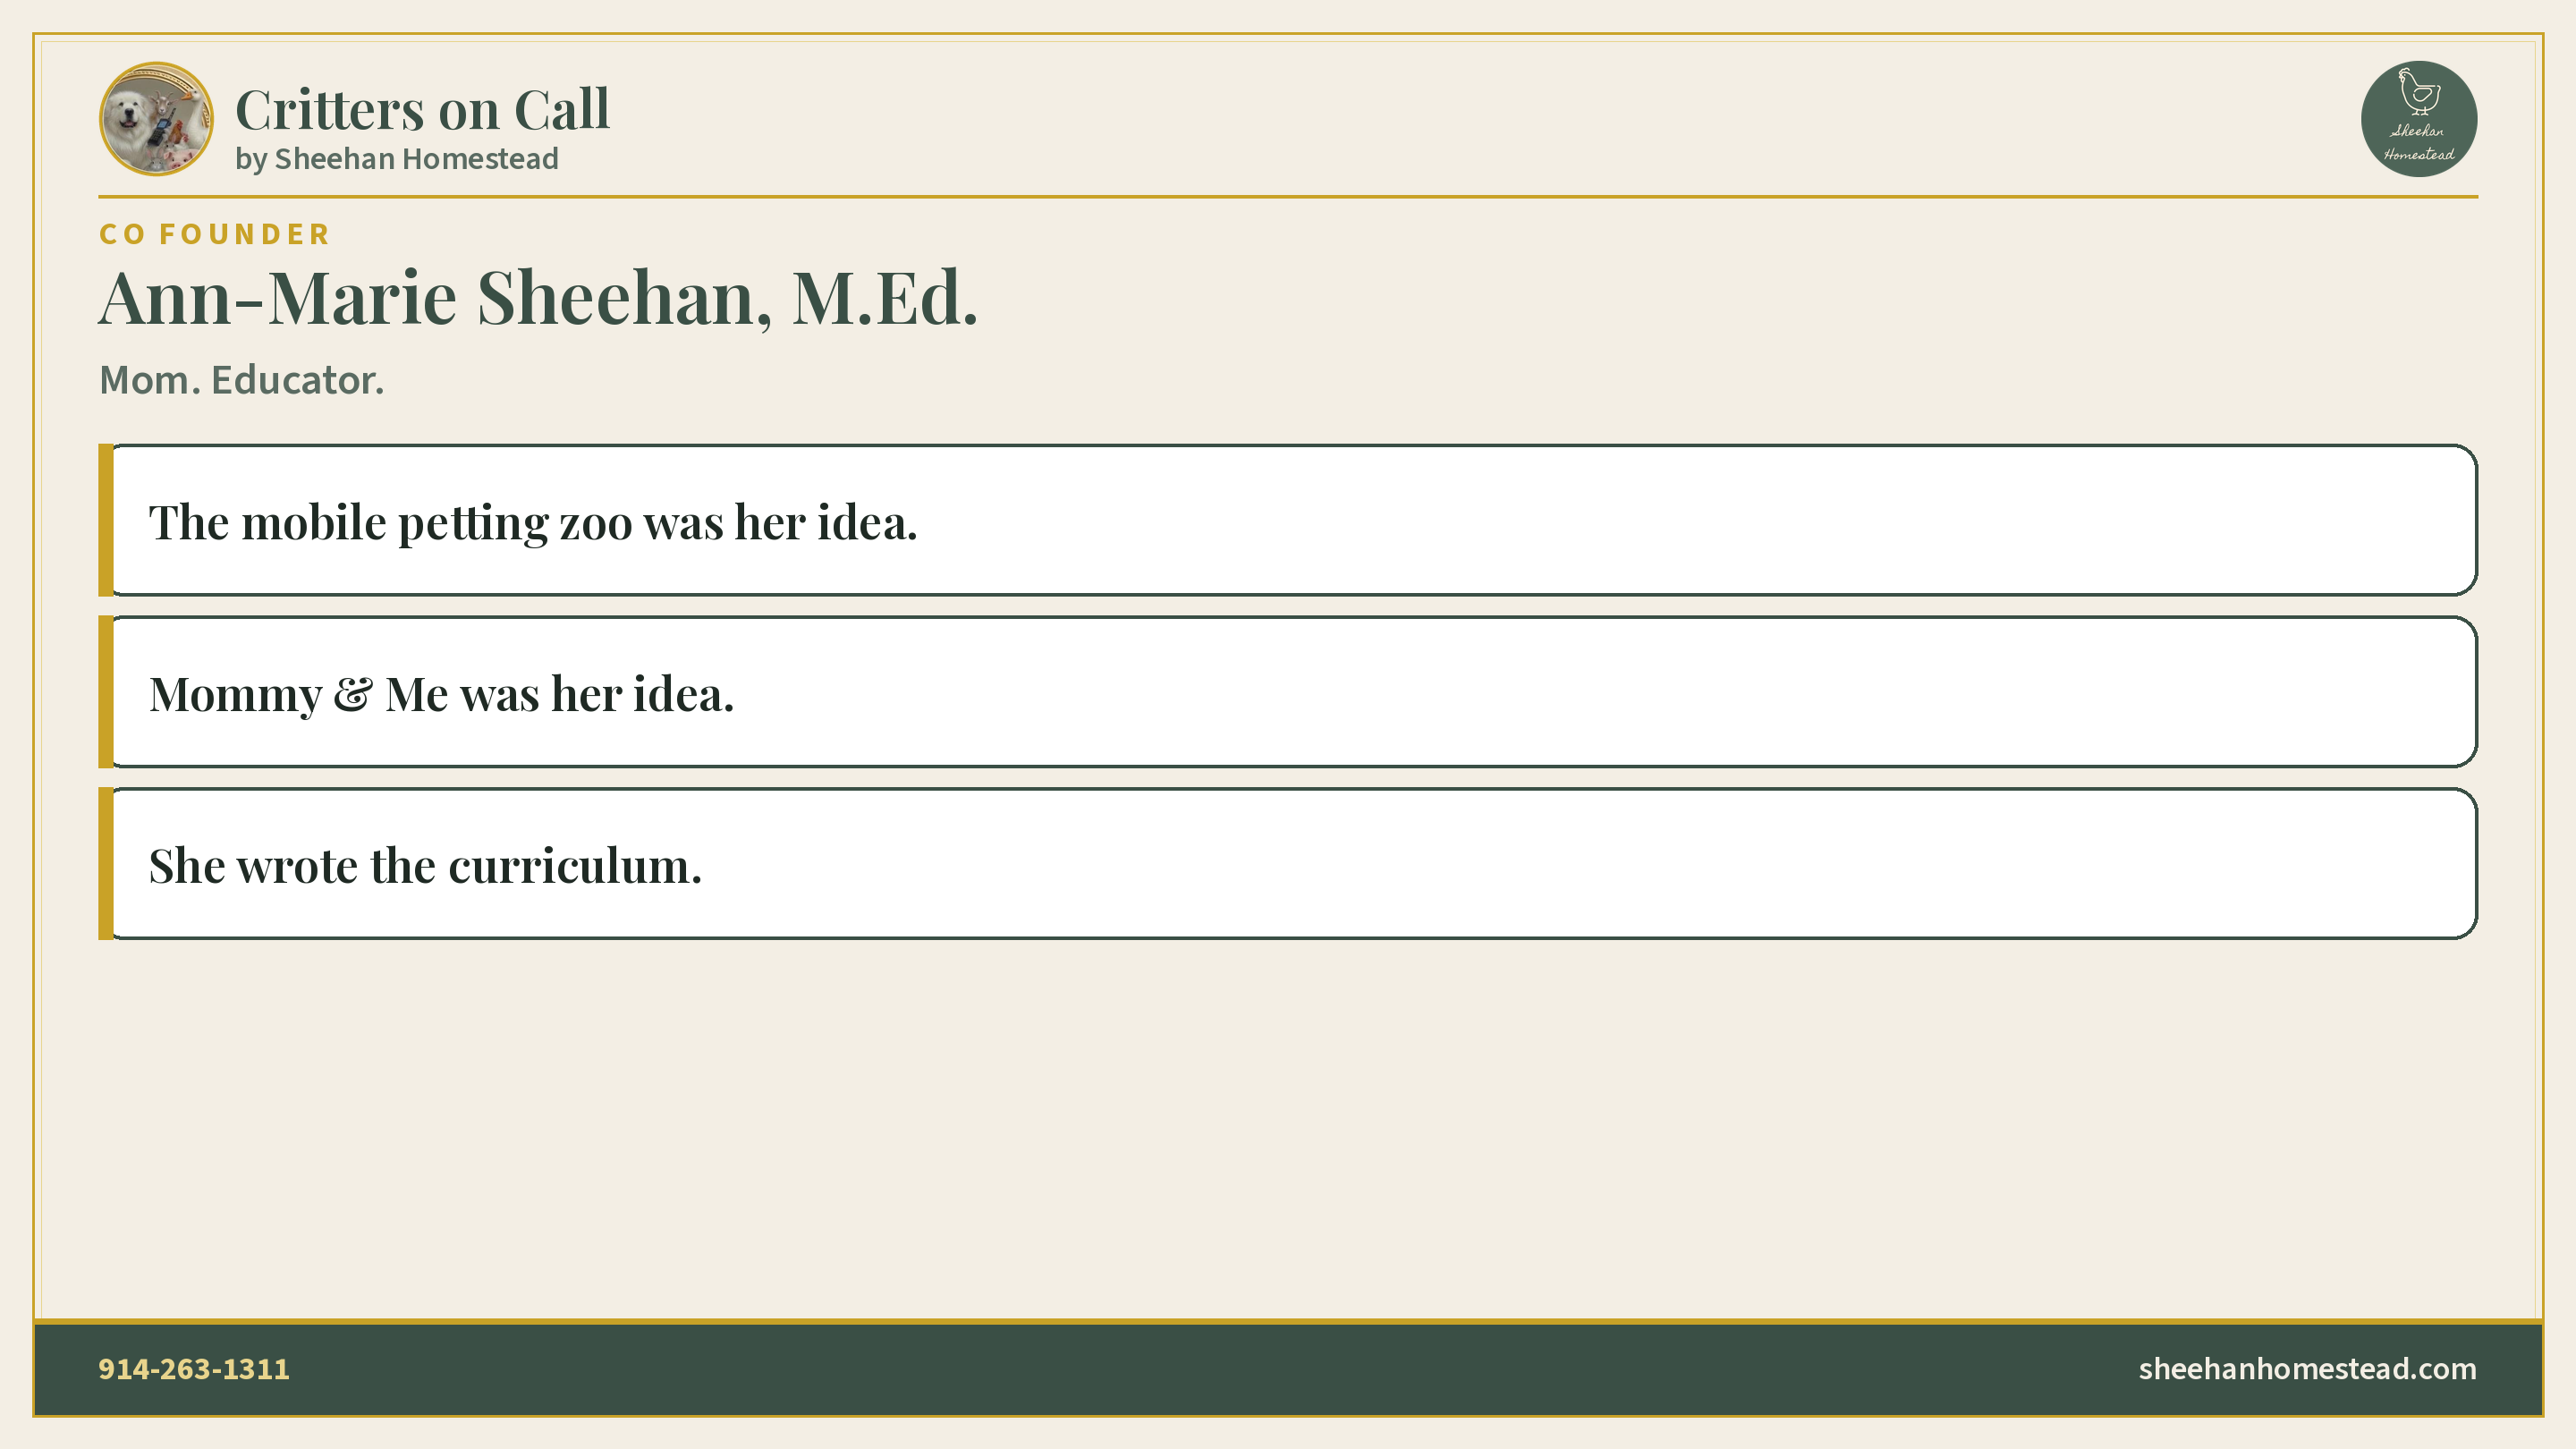 Critters on Call
by Sheehan Homestead
Sheehan
Homestead
CO FOUNDER
Ann-Marie Sheehan, M.Ed.
Mom. Educator.
The mobile petting zoo was her idea.
Mommy & Me was her idea.
She wrote the curriculum.
914-263-1311
sheehanhomestead.com